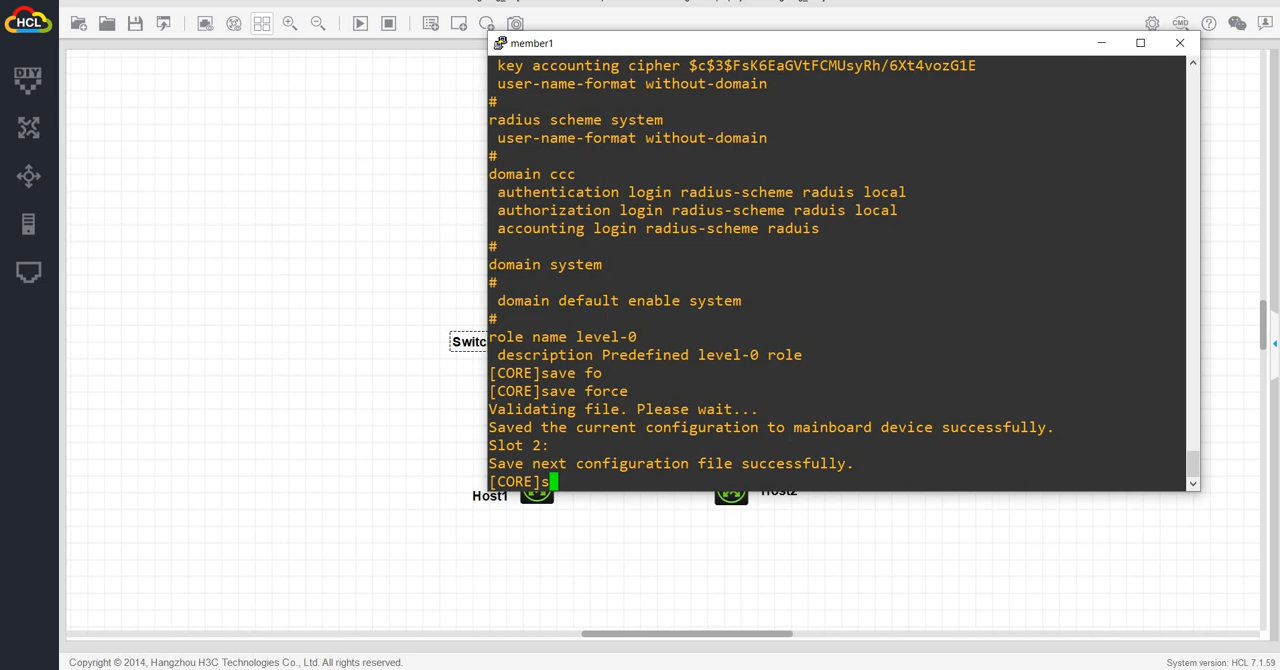 HCL
CMD
member1
DIY
key accounting cipher $c$3$FsK6EaGVtFCMUsyRh/6Xt4vozG1E
user-name-format without-domain
#
radius scheme system
user-name-format without-domain
#
domain ccc
authentication login radius-scheme raduis local
authorization login radius-scheme raduis local
accounting login radius-scheme raduis
#
domain system
#
domain default enable system
#
role name level-0
description Predefined level-0 role
Switc
[CORE]save fo
[CORE]save force
Validating file. Please wait...
Saved the current configuration to mainboard device successfully.
Slot 2:
Save next configuration file successfully.
[CORE]s
Host1
Host2
Copyright © 2014, Hangzhou H3C Technologies Co., Ltd. All rights reserved.
System version: HCL 7.1.59